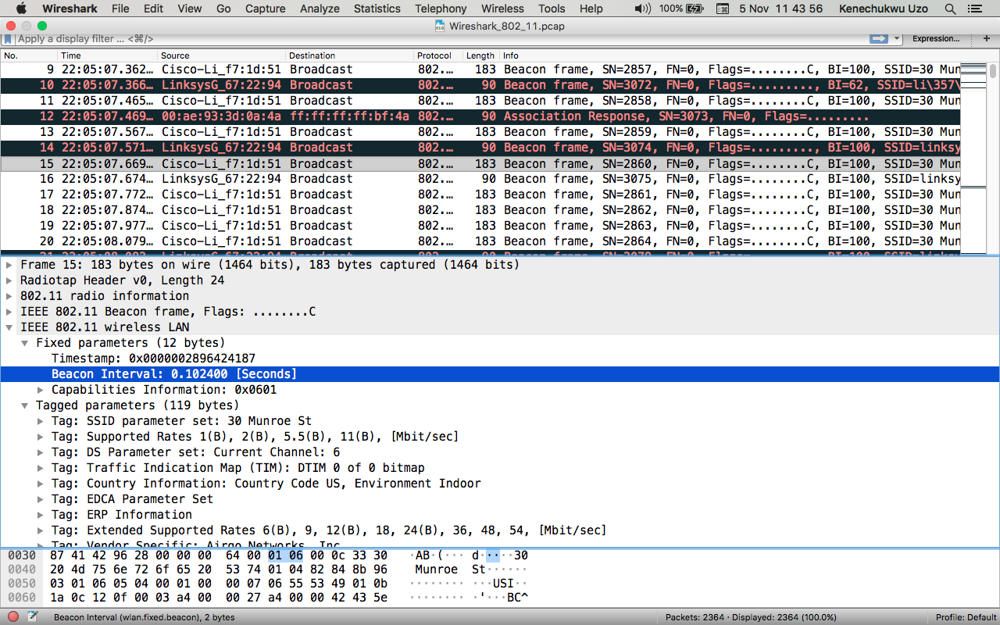 Wireshark File Edit View Go Capture Analyze Statistics Telephony Wireless Tools Help 100% 5 Nov 11 43 56 Kenechukwu Uzo
Wireshark_802_11.pcap
Apply a display filter … <⌘/> Expression… +
No. Time Source Destination Protocol Length Info
9 22:05:07.362… Cisco-Li_f7:1d:51 Broadcast 802.… 183 Beacon frame, SN=2857, FN=0, Flags=........C, BI=100, SSID=30 Mun
10 22:05:07.366… LinksysG_67:22:94 Broadcast 802.… 90 Beacon frame, SN=3072, FN=0, Flags=........., BI=62, SSID=li\357\
11 22:05:07.465… Cisco-Li_f7:1d:51 Broadcast 802.… 183 Beacon frame, SN=2858, FN=0, Flags=........C, BI=100, SSID=30 Mun
12 22:05:07.469… 00:ae:93:3d:0a:4a ff:ff:ff:ff:bf:4a 802.… 90 Association Response, SN=3073, FN=0, Flags=.........
13 22:05:07.567… Cisco-Li_f7:1d:51 Broadcast 802.… 183 Beacon frame, SN=2859, FN=0, Flags=........C, BI=100, SSID=30 Mun
14 22:05:07.571… LinksysG_67:22:94 Broadcast 802.… 90 Beacon frame, SN=3074, FN=0, Flags=........., BI=100, SSID=linksy
15 22:05:07.669… Cisco-Li_f7:1d:51 Broadcast 802.… 183 Beacon frame, SN=2860, FN=0, Flags=........C, BI=100, SSID=30 Mun
16 22:05:07.674… LinksysG_67:22:94 Broadcast 802.… 90 Beacon frame, SN=3075, FN=0, Flags=........C, BI=100, SSID=linksy
17 22:05:07.772… Cisco-Li_f7:1d:51 Broadcast 802.… 183 Beacon frame, SN=2861, FN=0, Flags=........C, BI=100, SSID=30 Mun
18 22:05:07.874… Cisco-Li_f7:1d:51 Broadcast 802.… 183 Beacon frame, SN=2862, FN=0, Flags=........C, BI=100, SSID=30 Mun
19 22:05:07.977… Cisco-Li_f7:1d:51 Broadcast 802.… 183 Beacon frame, SN=2863, FN=0, Flags=........C, BI=100, SSID=30 Mun
20 22:05:08.079… Cisco-Li_f7:1d:51 Broadcast 802.… 183 Beacon frame, SN=2864, FN=0, Flags=........C, BI=100, SSID=30 Mun
Frame 15: 183 bytes on wire (1464 bits), 183 bytes captured (1464 bits)
Radiotap Header v0, Length 24
802.11 radio information
IEEE 802.11 Beacon frame, Flags: ........C
IEEE 802.11 wireless LAN
Fixed parameters (12 bytes)
Timestamp: 0x0000002896424187
Beacon Interval: 0.102400 [Seconds]
Capabilities Information: 0x0601
Tagged parameters (119 bytes)
Tag: SSID parameter set: 30 Munroe St
Tag: Supported Rates 1(B), 2(B), 5.5(B), 11(B), [Mbit/sec]
Tag: DS Parameter set: Current Channel: 6
Tag: Traffic Indication Map (TIM): DTIM 0 of 0 bitmap
Tag: Country Information: Country Code US, Environment Indoor
Tag: EDCA Parameter Set
Tag: ERP Information
Tag: Extended Supported Rates 6(B), 9, 12(B), 18, 24(B), 36, 48, 54, [Mbit/sec]
Tag: Vendor Specific: Airgo Networks, Inc.
0030 87 41 42 96 28 00 00 00 64 00 01 06 00 0c 33 30 ·AB·(··· d·····30
0040 20 4d 75 6e 72 6f 65 20 53 74 01 04 82 84 8b 96 Munroe St······
0050 03 01 06 05 04 00 01 00 00 07 06 55 53 49 01 0b ········ ···USI··
0060 1a 0c 12 0f 00 03 a4 00 00 27 a4 00 00 42 43 5e ········ ·'···BC^
Beacon Interval (wlan.fixed.beacon), 2 bytes Packets: 2364 · Displayed: 2364 (100.0%) Profile: Default